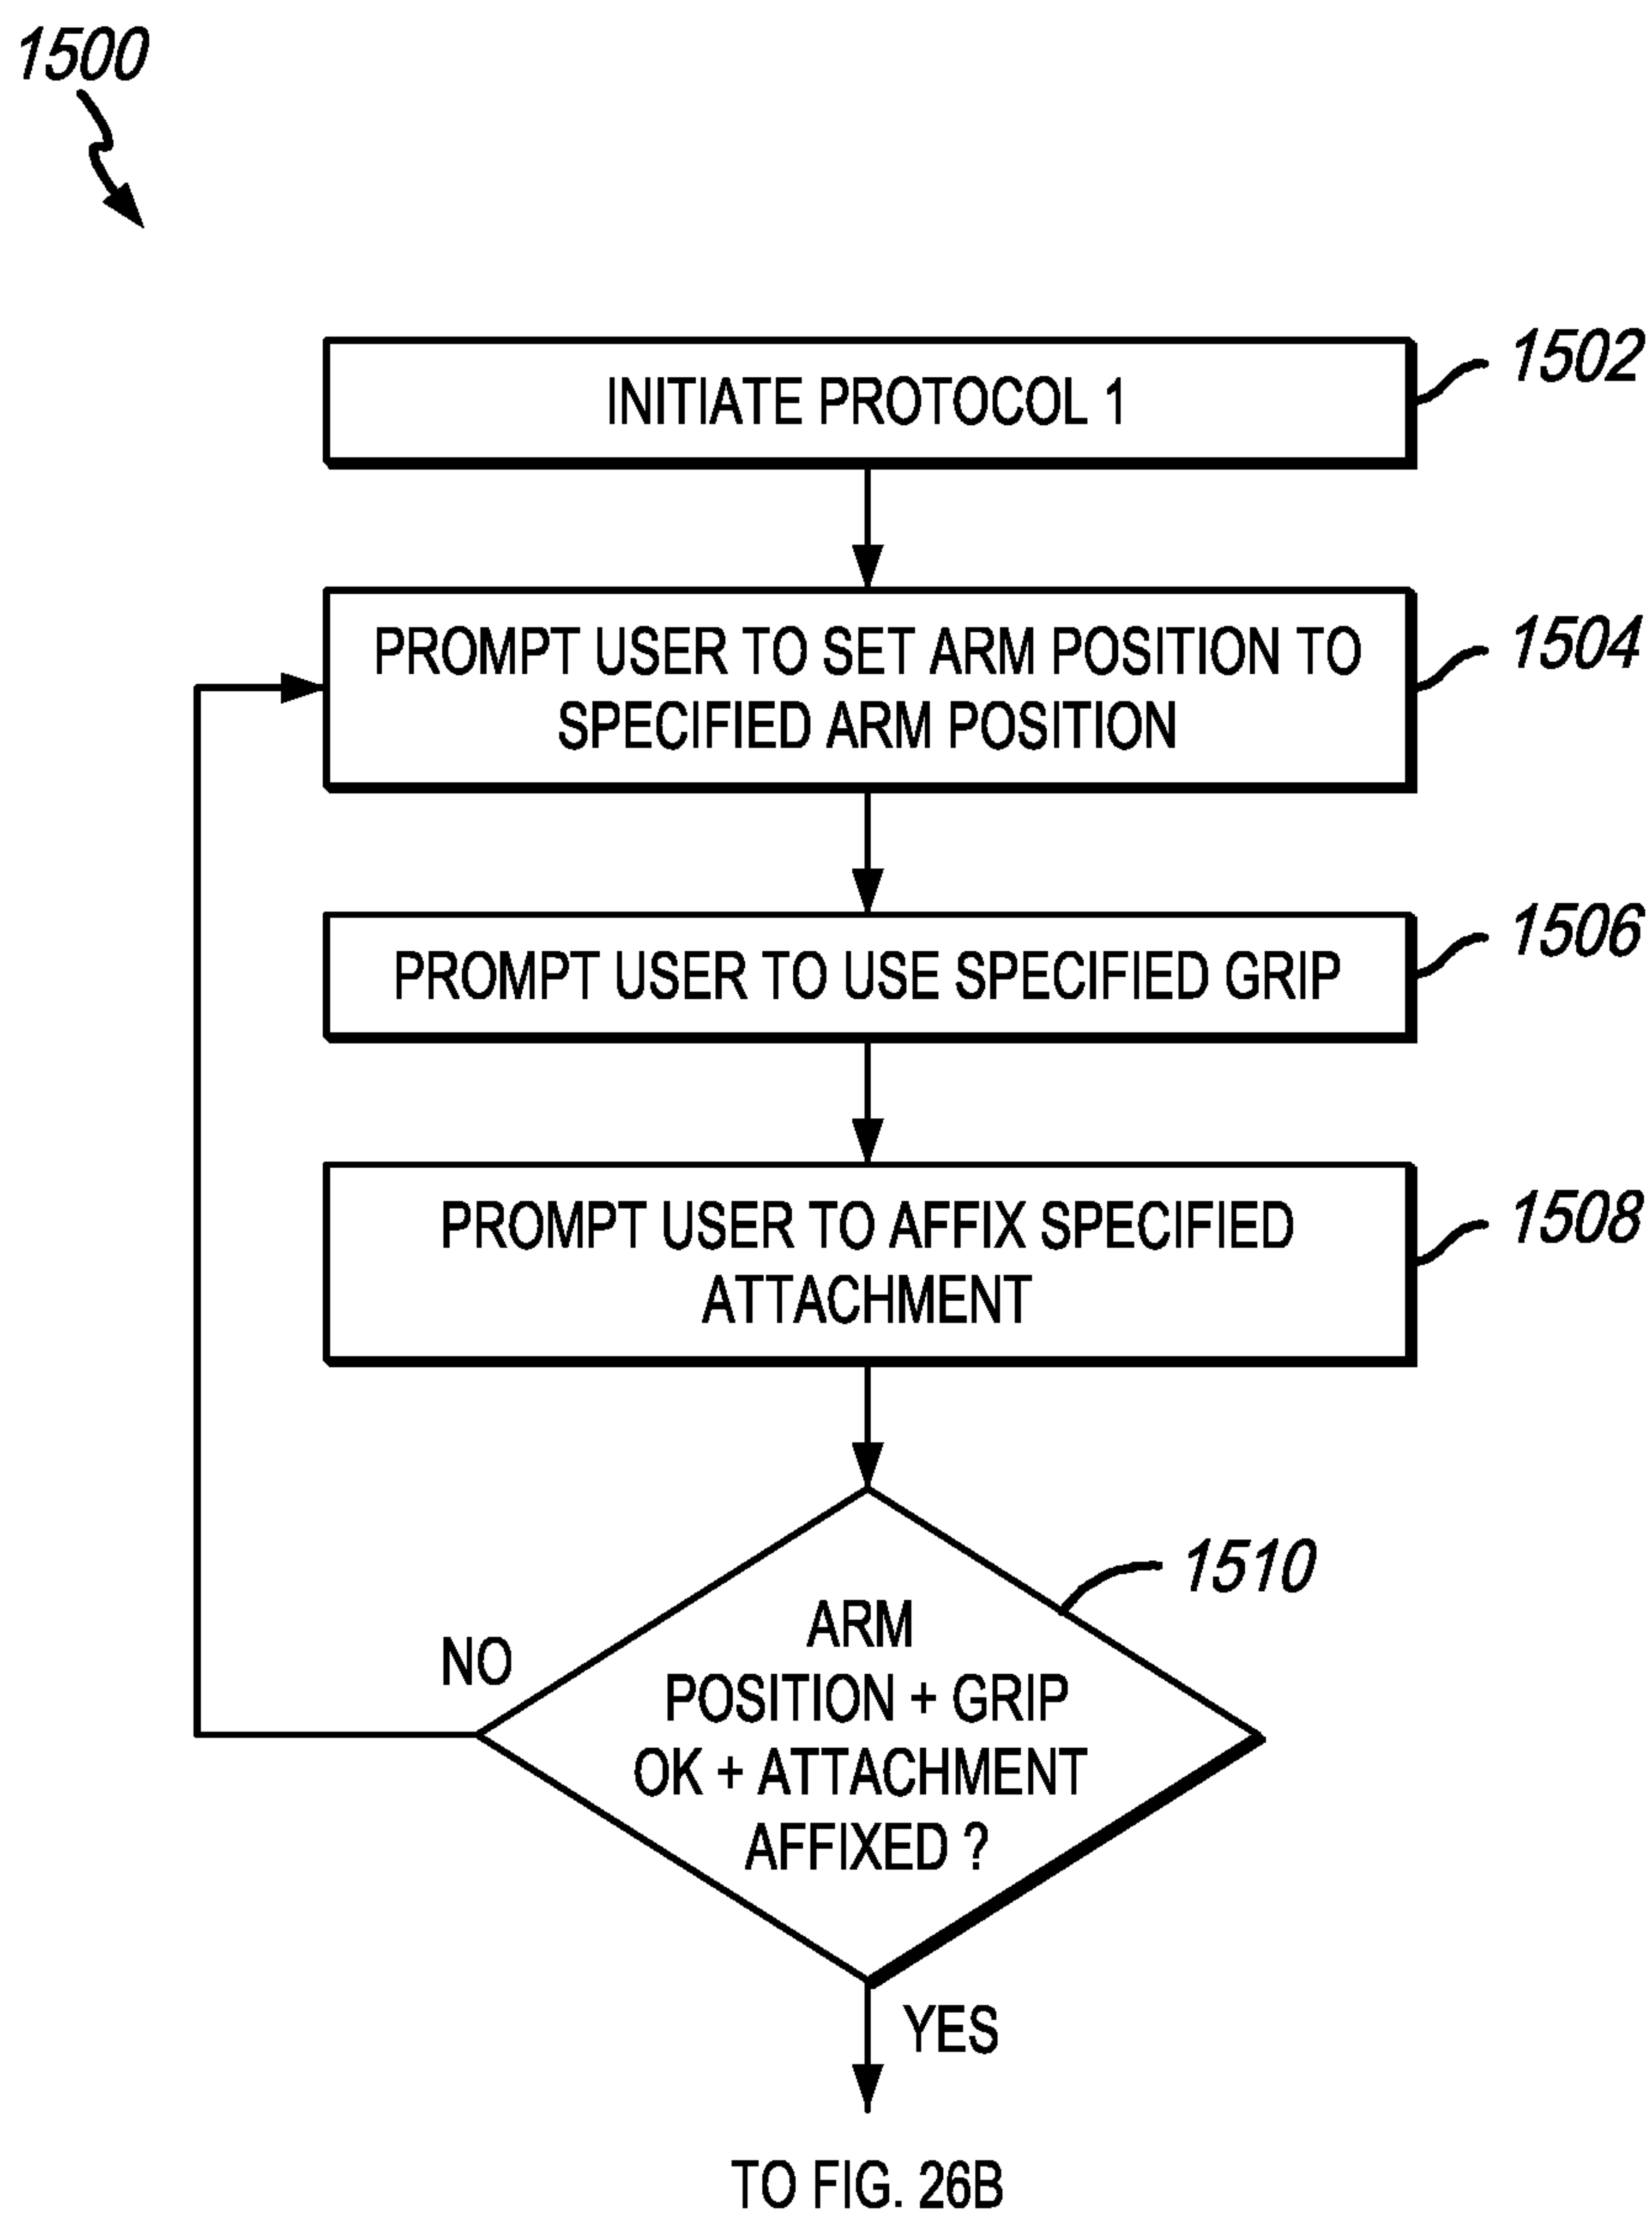 1500
INITIATE PROTOCOL 1
1502
PROMPT USER TO SET ARM POSITION TO
SPECIFIED ARM POSITION
1504
PROMPT USER TO USE SPECIFIED GRIP
1506
PROMPT USER TO AFFIX SPECIFIED
ATTACHMENT
1508
1510
ARM
POSITION + GRIP
OK + ATTACHMENT
AFFIXED ?
NO
YES
TO FIG. 26B